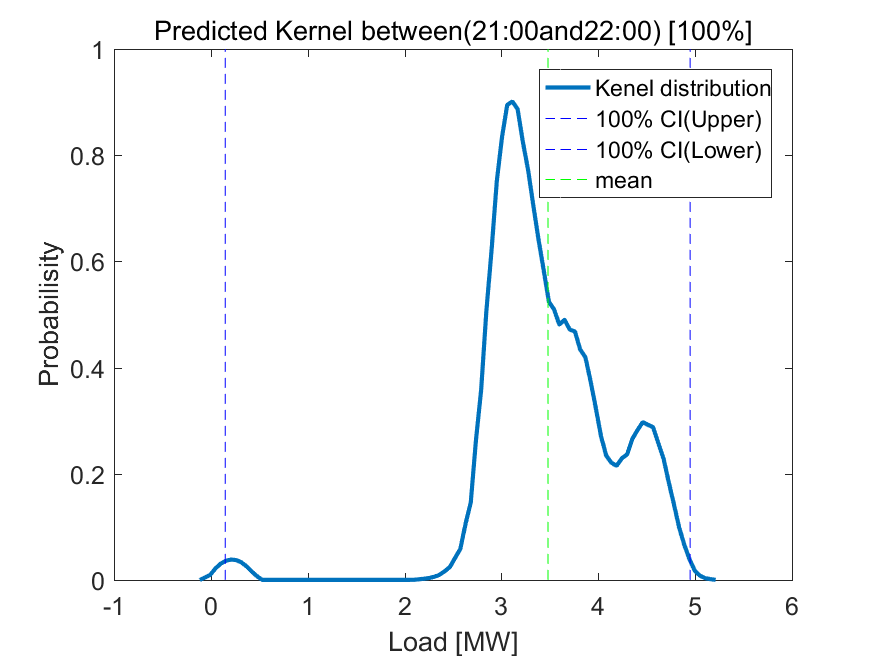 Predicted Kernel between(21:00and22:00) [100%]
1
0.8
0.6
0.4
0.2
0
Probabilisity
Kenel distribution
100% CI(Upper)
100% CI(Lower)
mean
-1
0
1
2
3
4
5
6
Load [MW]